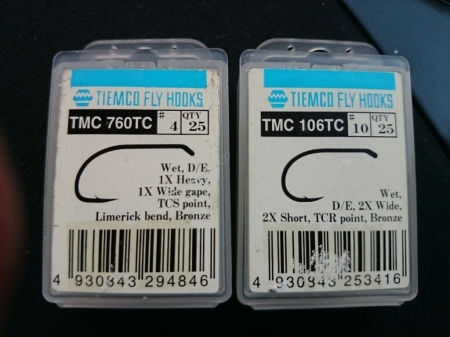 TIEMCO FLY HOOKS
TMC 760TC # 4 QTY 25
Wet, D/E,
1X Heavy,
1X Wide gape,
TCS point,
Limerick bend, Bronze
4 930843 294846
TIEMCO FLY HOOKS
TMC 106TC # 10 QTY 25
Wet,
D/E, 2X Wide,
2X Short, TCR point, Bronze
4 930843 253416